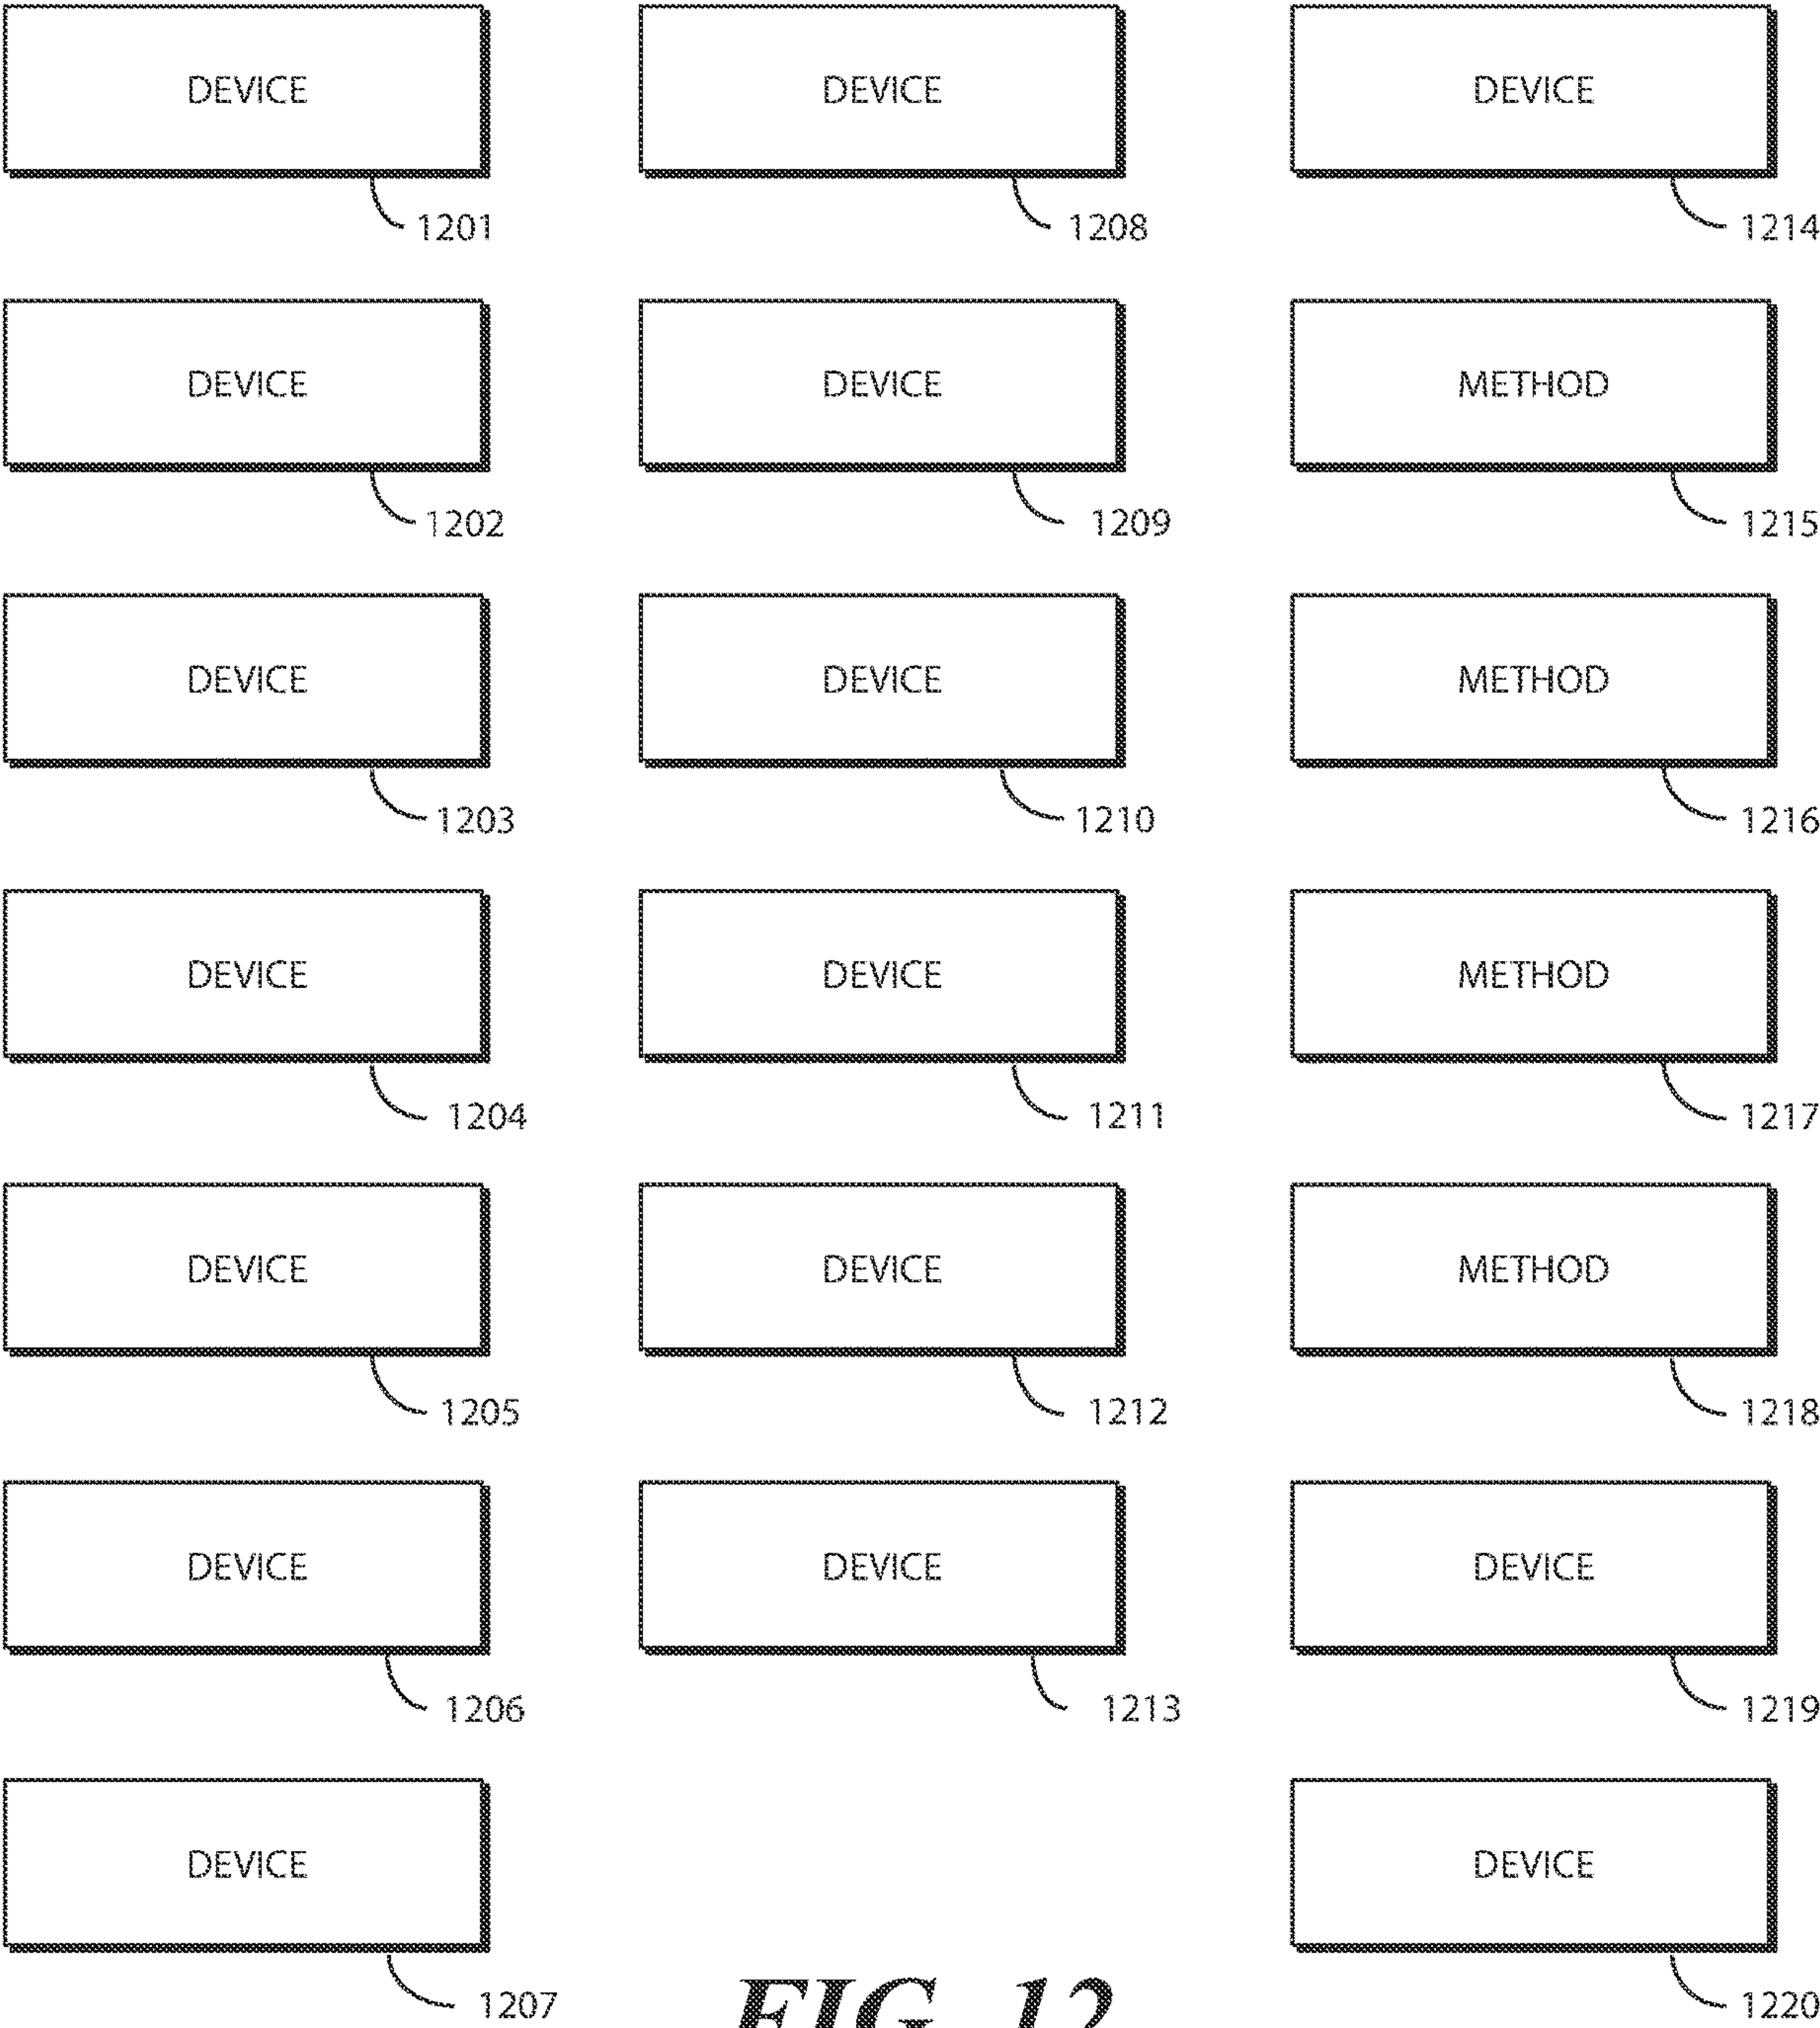 DEVICE DEVICE DEVICE
1201 1208 1214
DEVICE DEVICE METHOD
1202 1209 1215
DEVICE DEVICE METHOD
1203 1210 1216
DEVICE DEVICE METHOD
1204 1211 1217
DEVICE DEVICE METHOD
1205 1212 1218
DEVICE DEVICE DEVICE
1206 1213 1219
DEVICE DEVICE
1207 1220
FIG. 12